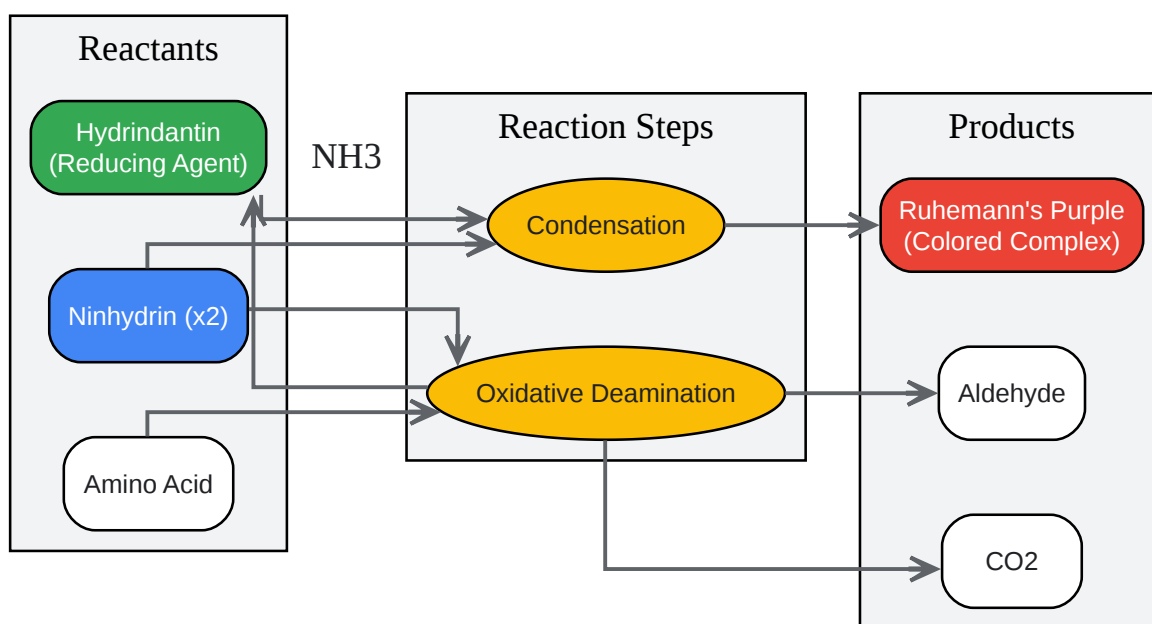 Reactants
Hydrindantin
(Reducing Agent)
Ninhydrin (x2)
Amino Acid
NH3
Reaction Steps
Condensation
Oxidative Deamination
Products
Ruhemann's Purple
(Colored Complex)
Aldehyde
CO2